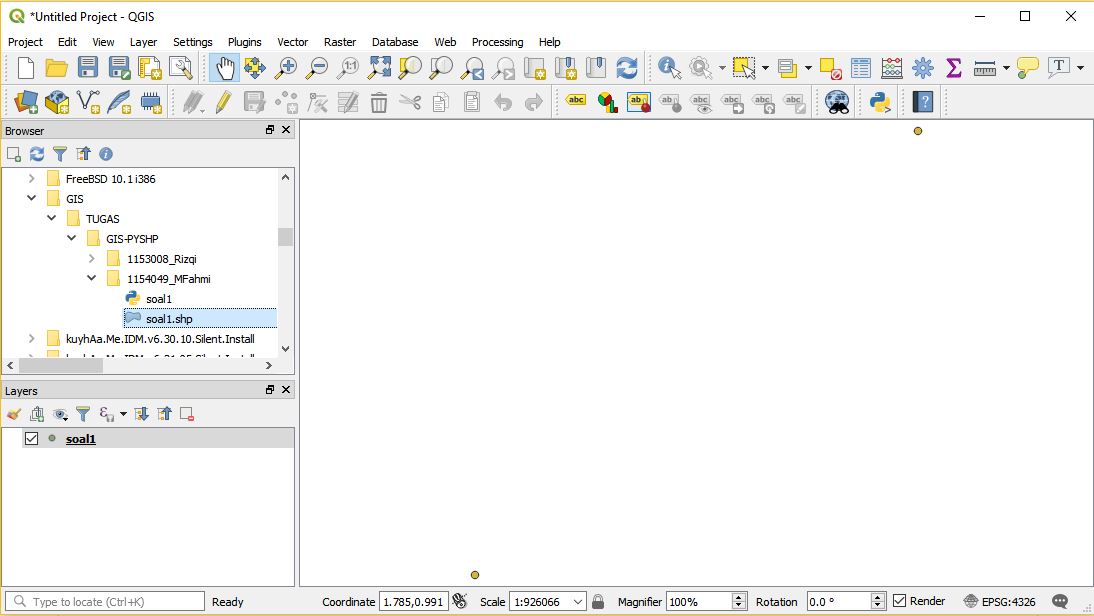 *Untitled Project - QGIS
Project Edit View Layer Settings Plugins Vector Raster Database Web Processing Help
Browser
FreeBSD 10.1 i386
GIS
TUGAS
GIS-PYSHP
1153008_Rizqi
1154049_MFahmi
soal1
soal1.shp
kuyhAa.Me.IDM.v6.30.10.Silent.Install
Layers
soal1
Type to locate (Ctrl+K) Ready Coordinate 1.785,0.991 Scale 1:926066 Magnifier 100% Rotation 0.0 ° Render EPSG:4326